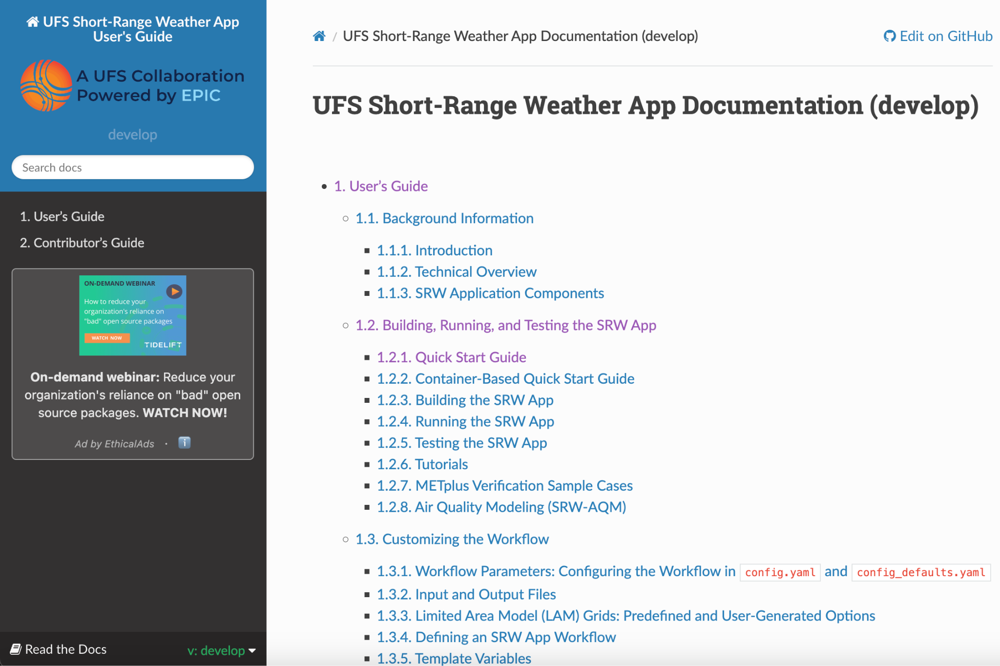 UFS Short-Range Weather App
User's Guide
A UFS Collaboration
Powered by EPIC
develop
Search docs
1. User’s Guide
2. Contributor’s Guide
ON-DEMAND WEBINAR
How to reduce your
organization's reliance on
"bad" open source packages
WATCH NOW
TIDELIFT
On-demand webinar: Reduce your
organization's reliance on "bad" open
source packages. WATCH NOW!
Ad by EthicalAds · i
Read the Docs
v: develop
/ UFS Short-Range Weather App Documentation (develop)
Edit on GitHub
UFS Short-Range Weather App Documentation (develop)
1. User’s Guide
1.1. Background Information
1.1.1. Introduction
1.1.2. Technical Overview
1.1.3. SRW Application Components
1.2. Building, Running, and Testing the SRW App
1.2.1. Quick Start Guide
1.2.2. Container-Based Quick Start Guide
1.2.3. Building the SRW App
1.2.4. Running the SRW App
1.2.5. Testing the SRW App
1.2.6. Tutorials
1.2.7. METplus Verification Sample Cases
1.2.8. Air Quality Modeling (SRW-AQM)
1.3. Customizing the Workflow
1.3.1. Workflow Parameters: Configuring the Workflow in config.yaml and config_defaults.yaml
1.3.2. Input and Output Files
1.3.3. Limited Area Model (LAM) Grids: Predefined and User-Generated Options
1.3.4. Defining an SRW App Workflow
1.3.5. Template Variables